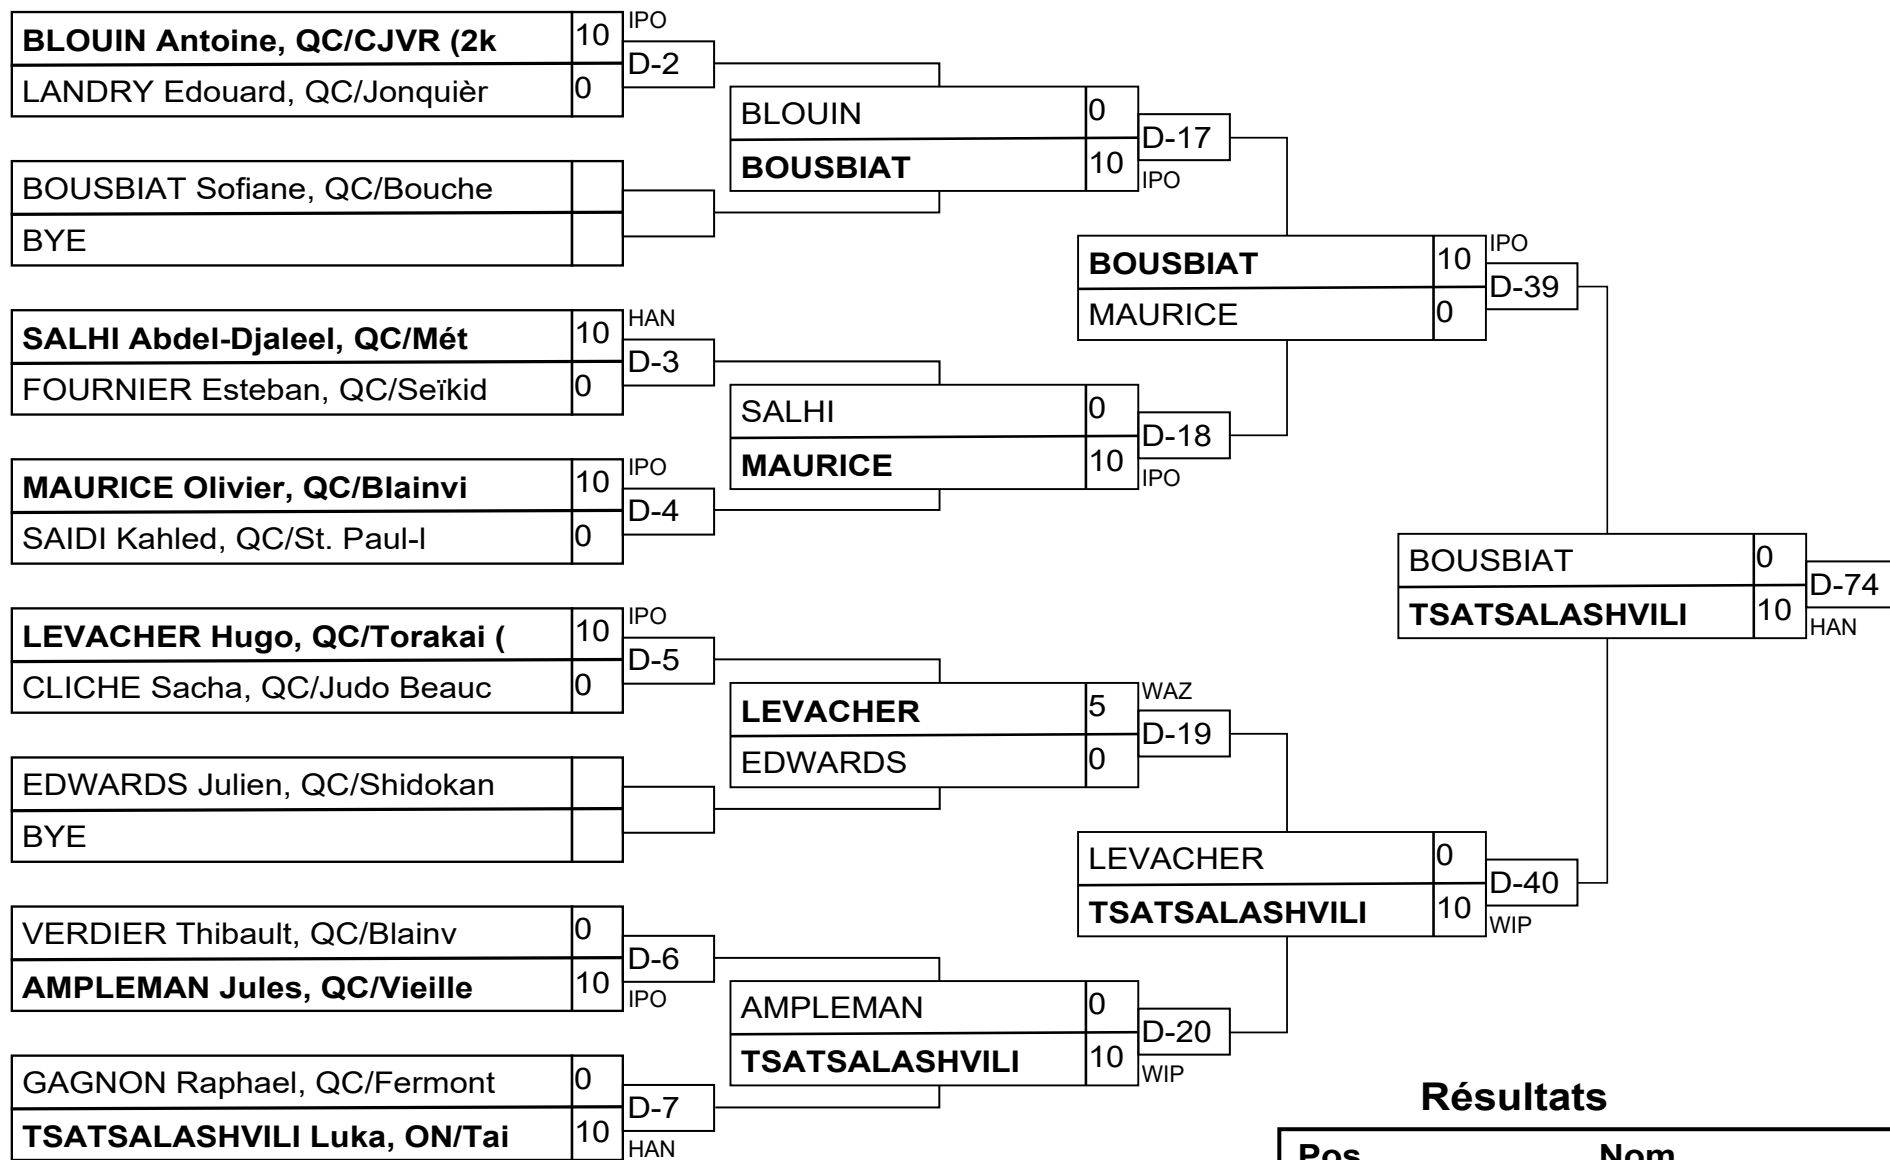 BLOUIN Antoine, QC/CJVR (2k 10 IPO
D-2
LANDRY Edouard, QC/Jonquièr 0
BOUSBIAT Sofiane, QC/Bouche
BYE
SALHI Abdel-Djaleel, QC/Mét 10 HAN
D-3
FOURNIER Esteban, QC/Seïkid 0
MAURICE Olivier, QC/Blainvi 10 IPO
D-4
SAIDI Kahled, QC/St. Paul-l 0
LEVACHER Hugo, QC/Torakai ( 10 IPO
D-5
CLICHE Sacha, QC/Judo Beauc 0
EDWARDS Julien, QC/Shidokan
BYE
VERDIER Thibault, QC/Blainv 0
D-6
AMPLEMAN Jules, QC/Vieille 10 IPO
GAGNON Raphael, QC/Fermont 0
D-7
TSATSALASHVILI Luka, ON/Tai 10 HAN
BLOUIN 0
D-17
BOUSBIAT 10 IPO
SALHI 0
D-18
MAURICE 10 IPO
LEVACHER 5 WAZ
D-19
EDWARDS 0
AMPLEMAN 0
D-20
TSATSALASHVILI 10 WIP
BOUSBIAT 10 IPO
D-39
MAURICE 0
LEVACHER 0
D-40
TSATSALASHVILI 10 WIP
BOUSBIAT 0
D-74
TSATSALASHVILI 10 HAN
Résultats
Pos Nom